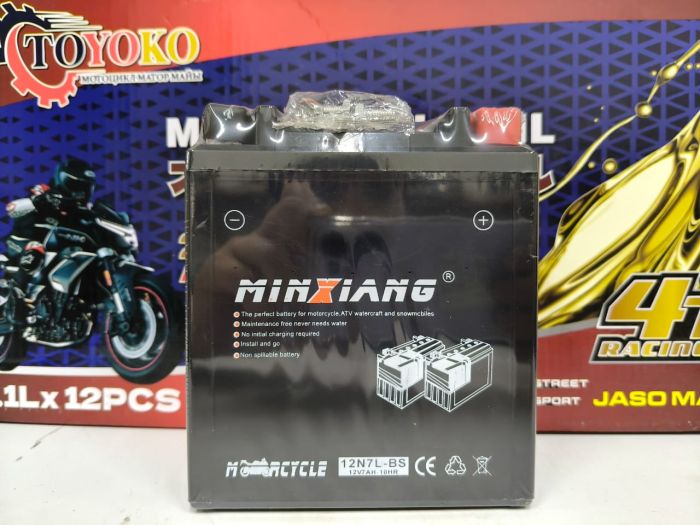 TOYOKO
МОТОЦИКЛ МАТОР МАЙЫ
MINXIANG®
The perfect battery for motorcycle.ATV watercraft and snowmobiles
Maintenance free never needs water
No initial charging required
Install and go
Non spillable battery
MOTORCYCLE
12N7L-BS
12V7AH-10HR
CE
1Lx 12PCS
4T
RACING
STREET
SPORT
JASO MA